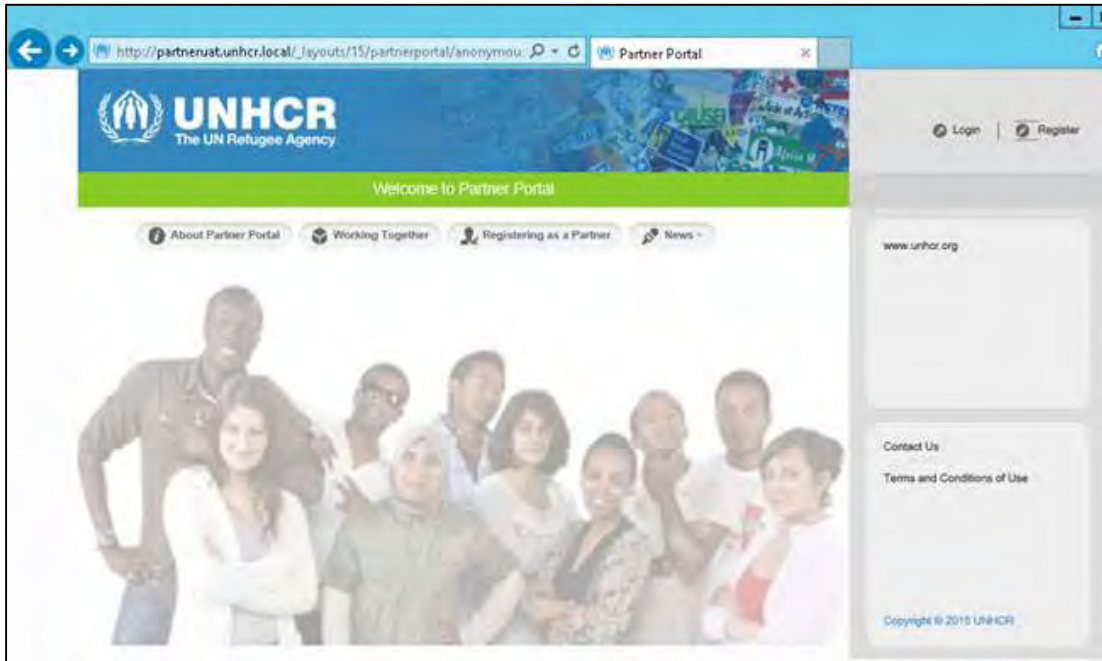 http://partneruat.unhcr.local/_layouts/15/partnerportal/anonymou
Partner Portal
UNHCR
The UN Refugee Agency
Login | Register
Welcome to Partner Portal
About Partner Portal
Working Together
Registering as a Partner
News
www.unhcr.org
Contact Us
Terms and Conditions of Use
Copyright © 2015 UNHCR